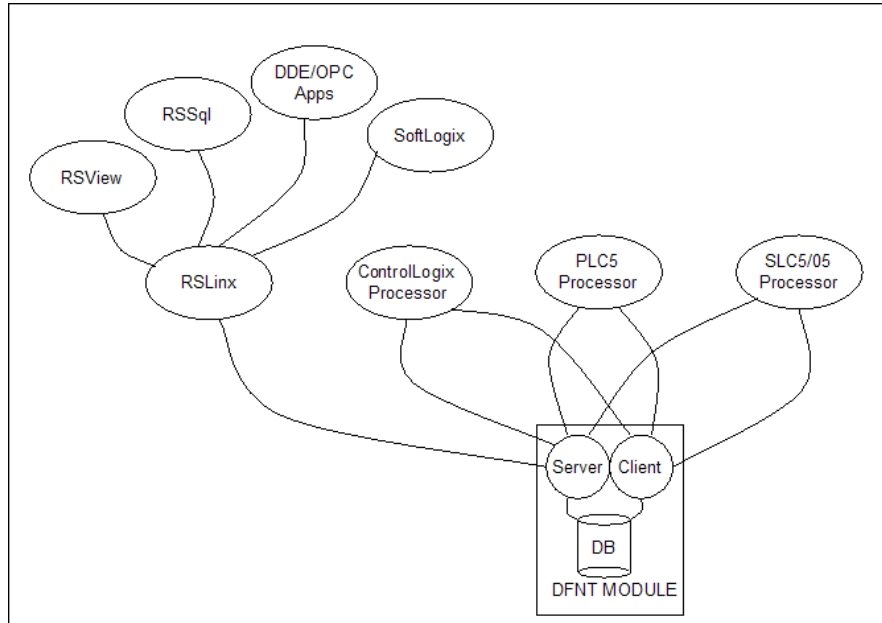 DDE/OPC
Apps
RSSql
SoftLogix
RSView
RSLinx
ControlLogix
Processor
PLC5
Processor
SLC5/05
Processor
Server
Client
DB
DFNT MODULE